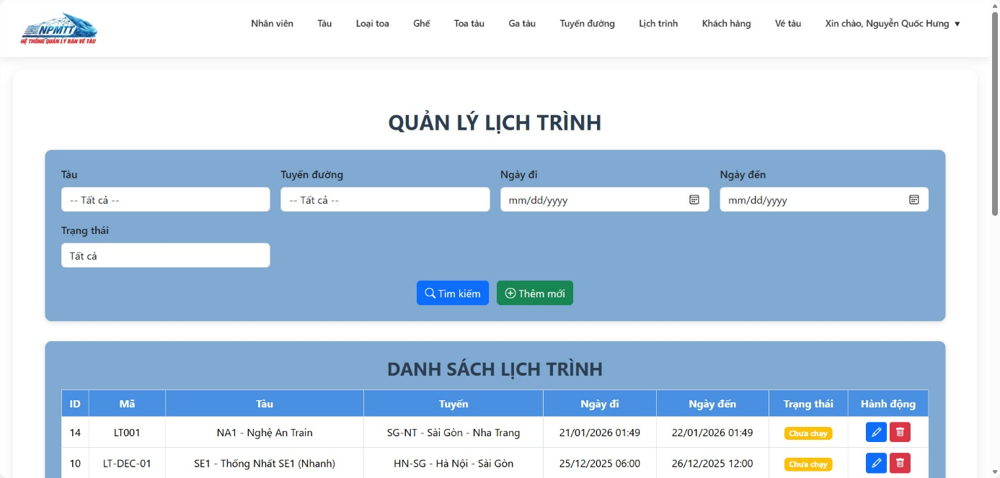 NPMTT
HỆ THỐNG QUẢN LÝ BÁN VÉ TÀU
Nhân viên Tàu Loại toa Ghế Toa tàu Ga tàu Tuyến đường Lịch trình Khách hàng Vé tàu Xin chào, Nguyễn Quốc Hưng ▼
QUẢN LÝ LỊCH TRÌNH
Tàu Tuyến đường Ngày đi Ngày đến
-- Tất cả -- -- Tất cả -- mm/dd/yyyy mm/dd/yyyy
Trạng thái
Tất cả
Tìm kiếm Thêm mới
DANH SÁCH LỊCH TRÌNH
ID Mã Tàu Tuyến Ngày đi Ngày đến Trạng thái Hành động
14 LT001 NA1 - Nghệ An Train SG-NT - Sài Gòn - Nha Trang 21/01/2026 01:49 22/01/2026 01:49 Chưa chạy
10 LT-DEC-01 SE1 - Thống Nhất SE1 (Nhanh) HN-SG - Hà Nội - Sài Gòn 25/12/2025 06:00 26/12/2025 12:00 Chưa chạy